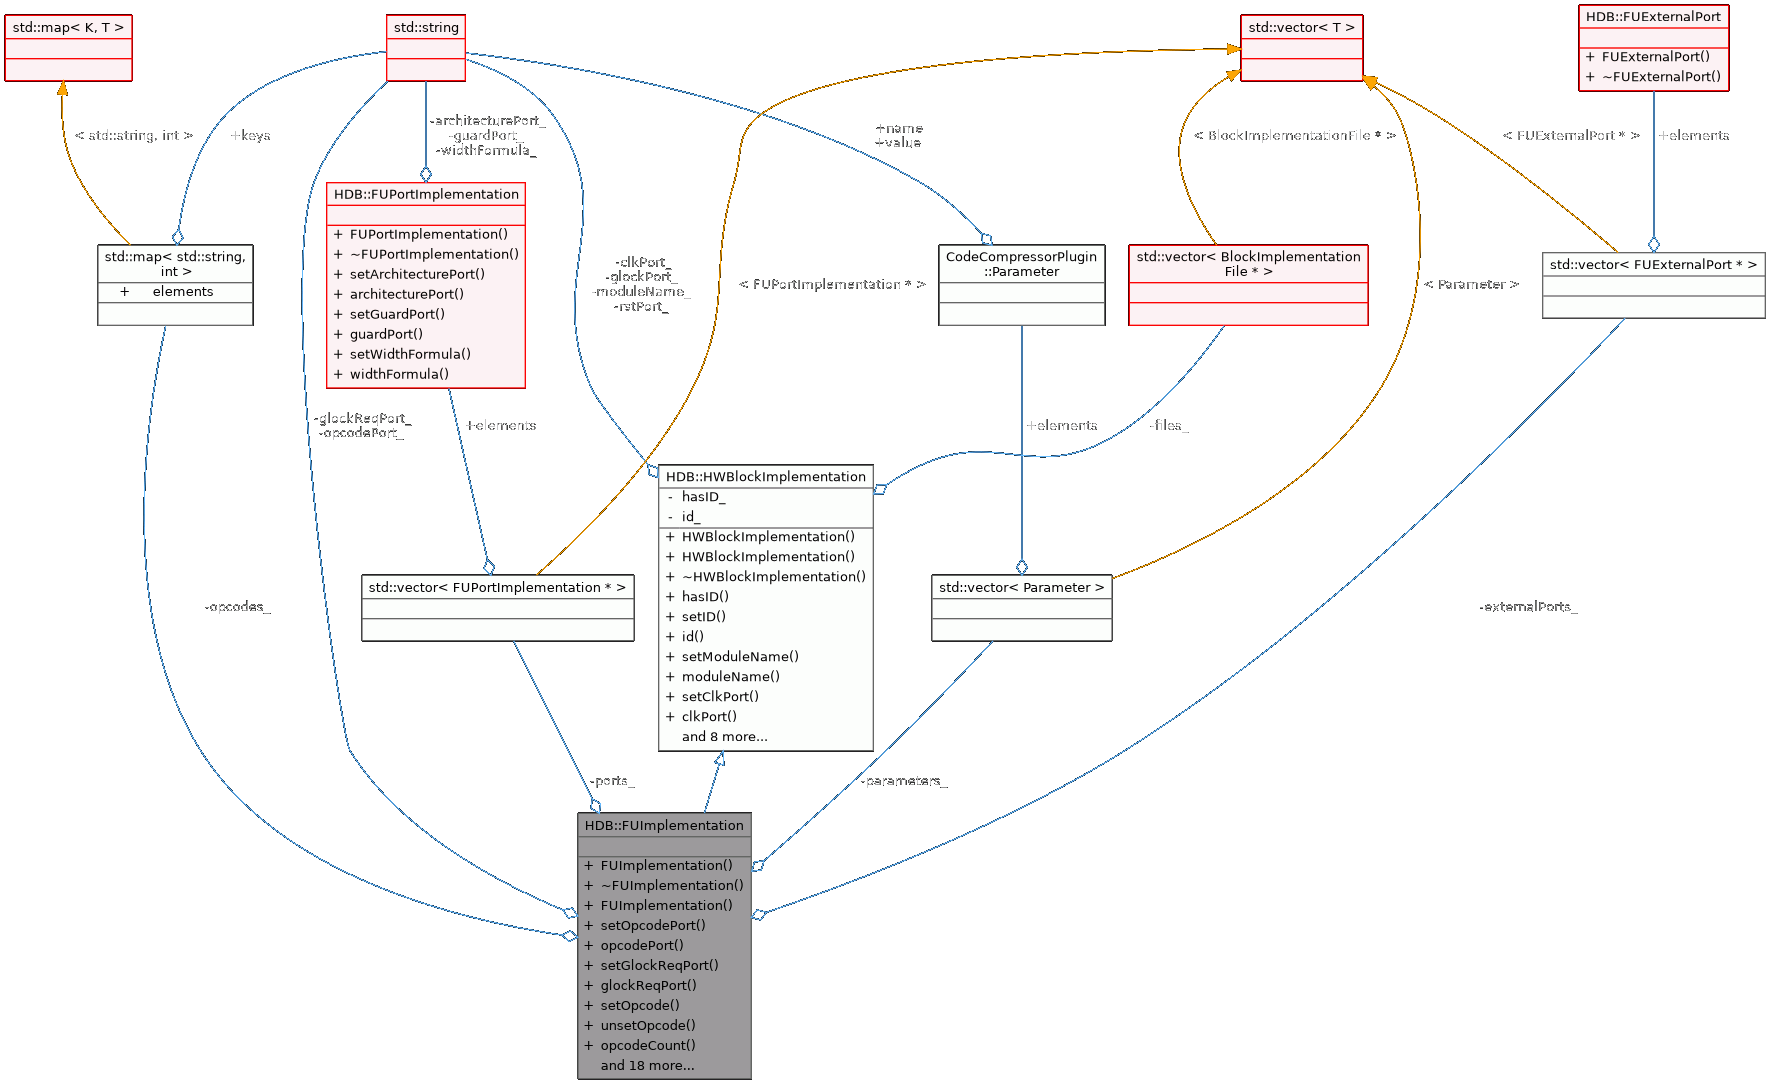 std::map< K, T >
std::string
std::vector< T >
HDB::FUExternalPort
+ FUExternalPort()
+ ~FUExternalPort()
< std::string, int >
+keys
-architecturePort_
-guardPort_
-widthFormula_
+name
+value
< BlockImplementationFile * >
< FUExternalPort * >
+elements
HDB::FUPortImplementation
+ FUPortImplementation()
+ ~FUPortImplementation()
+ setArchitecturePort()
+ architecturePort()
+ setGuardPort()
+ guardPort()
+ setWidthFormula()
+ widthFormula()
std::map< std::string,
int >
+ elements
-clkPort_
-glockPort_
-moduleName_
-rstPort_
< FUPortImplementation * >
CodeCompressorPlugin
::Parameter
std::vector< BlockImplementation
File * >
< Parameter >
std::vector< FUExternalPort * >
-glockReqPort_
-opcodePort_
+elements
+elements
-files_
HDB::HWBlockImplementation
- hasID_
- id_
+ HWBlockImplementation()
+ HWBlockImplementation()
+ ~HWBlockImplementation()
+ hasID()
+ setID()
+ id()
+ setModuleName()
+ moduleName()
+ setClkPort()
+ clkPort()
and 8 more...
std::vector< FUPortImplementation * >
std::vector< Parameter >
-opcodes_
-externalPorts_
-ports_
-parameters_
HDB::FUImplementation
+ FUImplementation()
+ ~FUImplementation()
+ FUImplementation()
+ setOpcodePort()
+ opcodePort()
+ setGlockReqPort()
+ glockReqPort()
+ setOpcode()
+ unsetOpcode()
+ opcodeCount()
and 18 more...